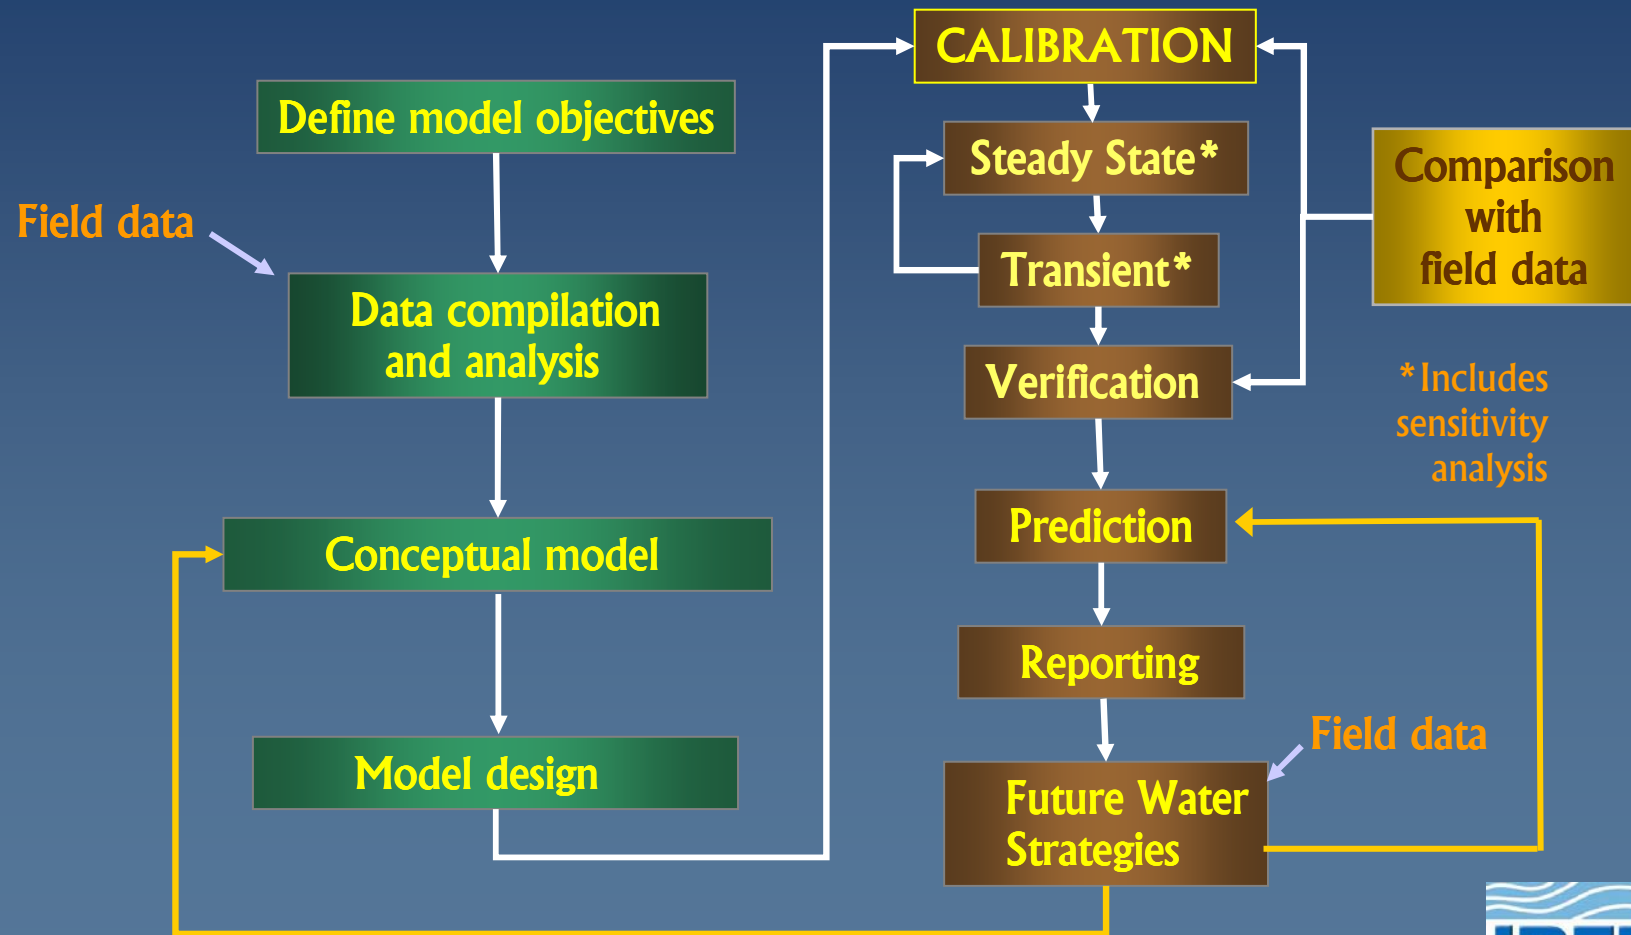 Define model objectives
Field data
Data compilation
and analysis
Conceptual model
Model design
CALIBRATION
Steady State*
Transient*
Verification
Prediction
Reporting
Future Water
Strategies
Comparison
with
field data
*Includes
sensitivity
analysis
Field data